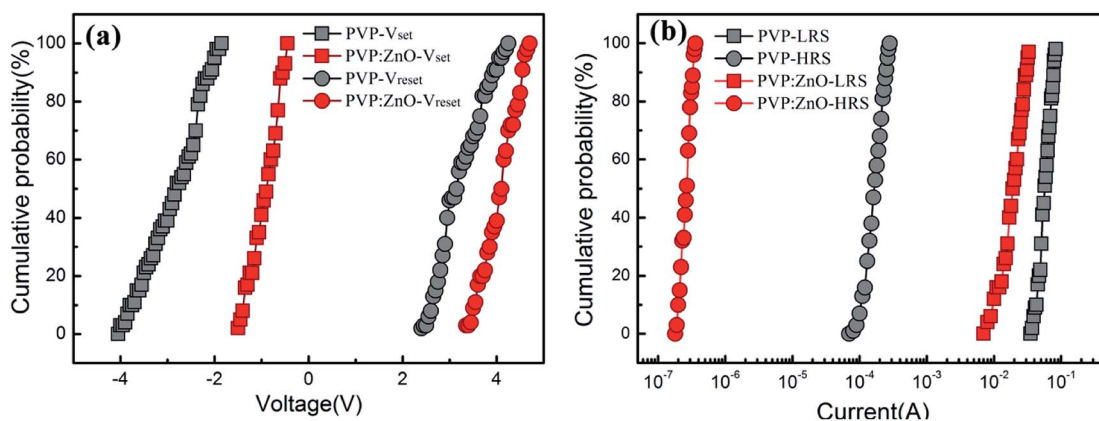 (a)
PVP-Vset
PVP:ZnO-Vset
PVP-Vreset
PVP:ZnO-Vreset
Cumulative probability(%)
100
80
60
40
20
0
-4
-2
0
2
4
Voltage(V)
(b)
PVP-LRS
PVP-HRS
PVP:ZnO-LRS
PVP:ZnO-HRS
Cumulative probability(%)
100
80
60
40
20
0
10⁻⁷
10⁻⁶
10⁻⁵
10⁻⁴
10⁻³
10⁻²
10⁻¹
Current(A)